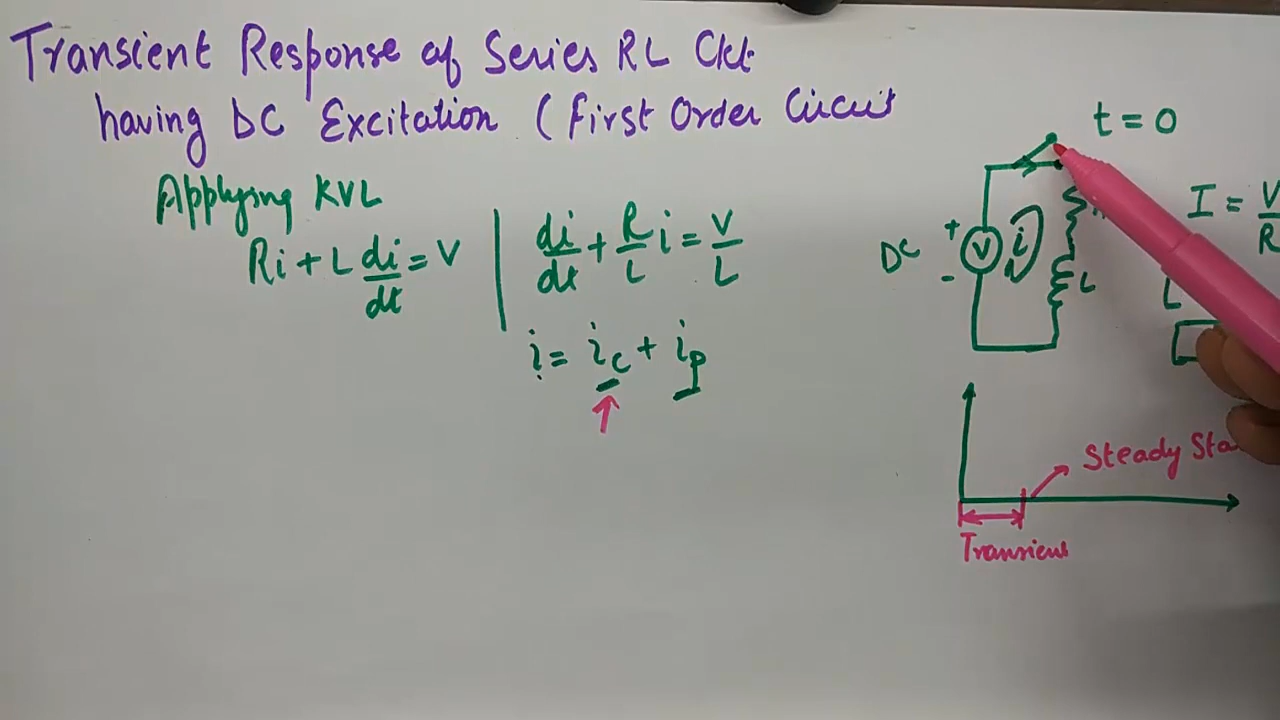 Transient Response of Series RL Ckt
having DC Excitation (First Order Circuit
t = 0
Applying KVL
Ri + L di/dt = V
di/dt + R/L i = V/L
i = ic + ip
DC
+
V
-
i
L
I = V/R
L
Steady Sta
Transient